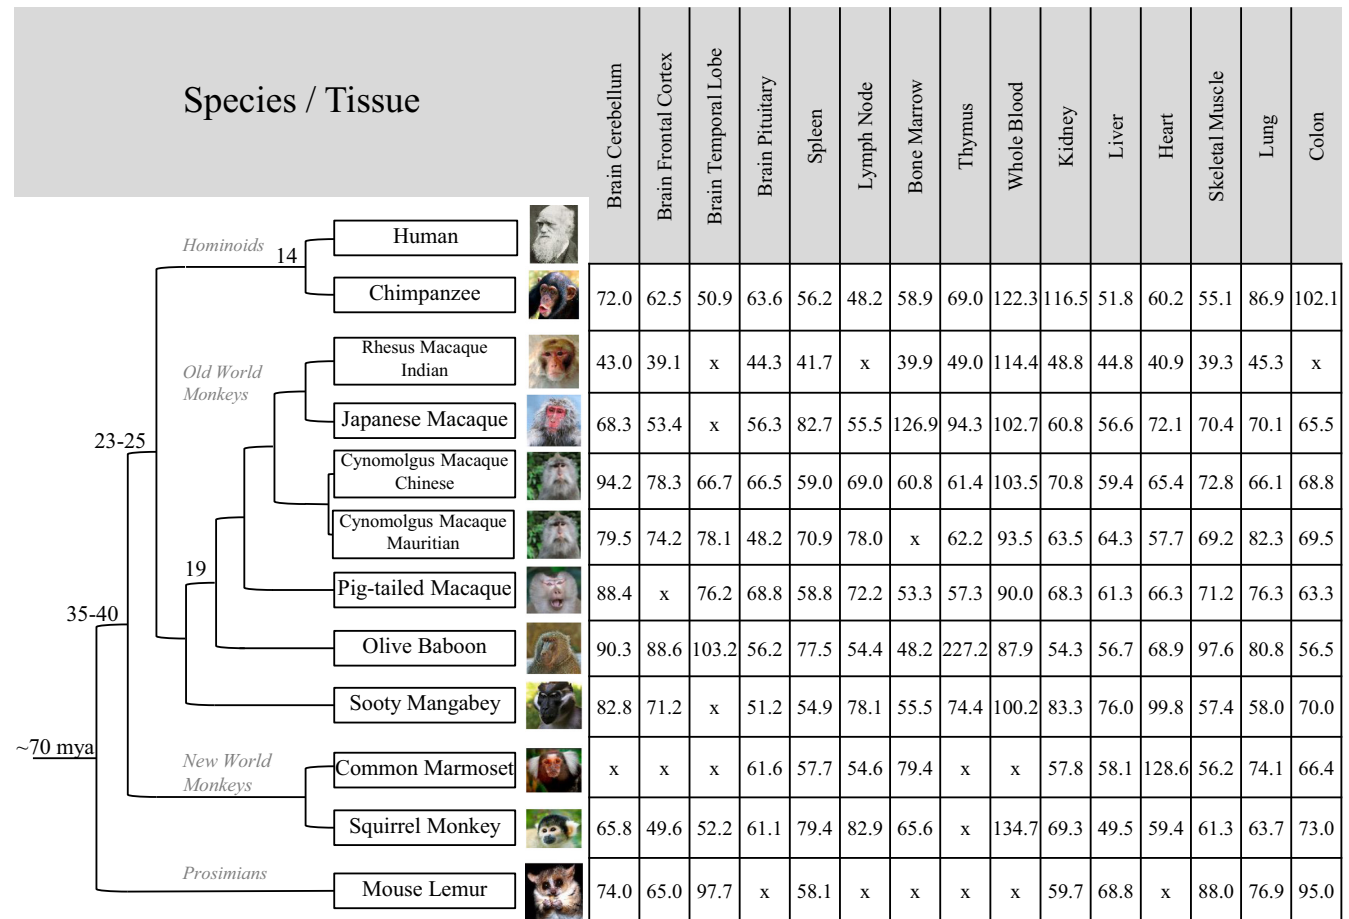 Species / Tissue
Brain Cerebellum
Brain Frontal Cortex
Brain Temporal Lobe
Brain Pituitary
Spleen
Lymph Node
Bone Marrow
Thymus
Whole Blood
Kidney
Liver
Heart
Skeletal Muscle
Lung
Colon
Hominoids
14
Human
Chimpanzee
72.0 62.5 50.9 63.6 56.2 48.2 58.9 69.0 122.3 116.5 51.8 60.2 55.1 86.9 102.1
Old World
Monkeys
Rhesus Macaque
Indian
43.0 39.1 x 44.3 41.7 x 39.9 49.0 114.4 48.8 44.8 40.9 39.3 45.3 x
Japanese Macaque
68.3 53.4 x 56.3 82.7 55.5 126.9 94.3 102.7 60.8 56.6 72.1 70.4 70.1 65.5
23-25
Cynomolgus Macaque
Chinese
94.2 78.3 66.7 66.5 59.0 69.0 60.8 61.4 103.5 70.8 59.4 65.4 72.8 66.1 68.8
Cynomolgus Macaque
Mauritian
79.5 74.2 78.1 48.2 70.9 78.0 x 62.2 93.5 63.5 64.3 57.7 69.2 82.3 69.5
19
Pig-tailed Macaque
88.4 x 76.2 68.8 58.8 72.2 53.3 57.3 90.0 68.3 61.3 66.3 71.2 76.3 63.3
35-40
Olive Baboon
90.3 88.6 103.2 56.2 77.5 54.4 48.2 227.2 87.9 54.3 56.7 68.9 97.6 80.8 56.5
Sooty Mangabey
82.8 71.2 x 51.2 54.9 78.1 55.5 74.4 100.2 83.3 76.0 99.8 57.4 58.0 70.0
~70 mya
New World
Monkeys
Common Marmoset
x x x 61.6 57.7 54.6 79.4 x x 57.8 58.1 128.6 56.2 74.1 66.4
Squirrel Monkey
65.8 49.6 52.2 61.1 79.4 82.9 65.6 x 134.7 69.3 49.5 59.4 61.3 63.7 73.0
Prosimians
Mouse Lemur
74.0 65.0 97.7 x 58.1 x x x x 59.7 68.8 x 88.0 76.9 95.0